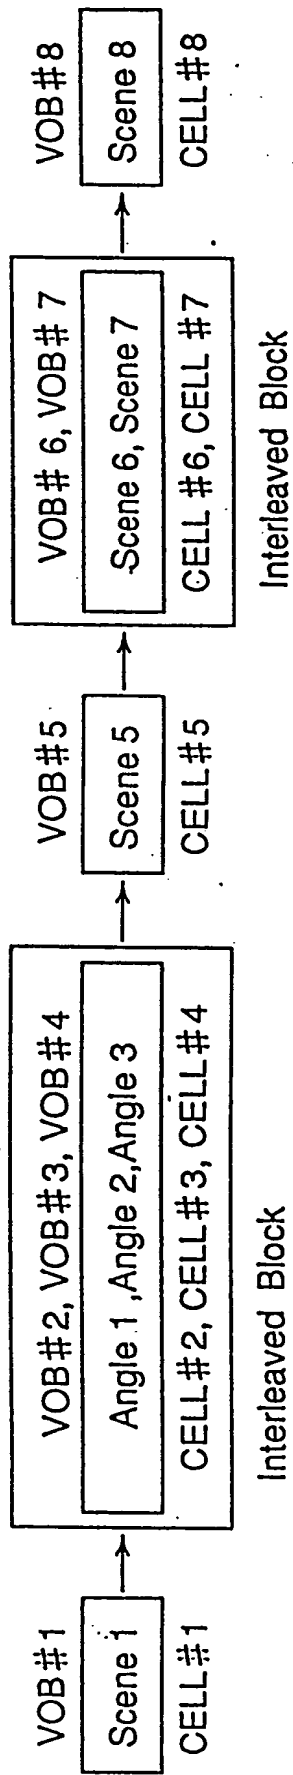 VOB#1
Scene 1
CELL#1
VOB#2, VOB#3, VOB#4
Angle 1 ,Angle 2,Angle 3
CELL#2, CELL#3, CELL#4
Interleaved Block
VOB#5
Scene 5
CELL#5
VOB# 6, VOB# 7
Scene 6, Scene 7
CELL #6, CELL #7
Interleaved Block
VOB#8
Scene 8
CELL#8